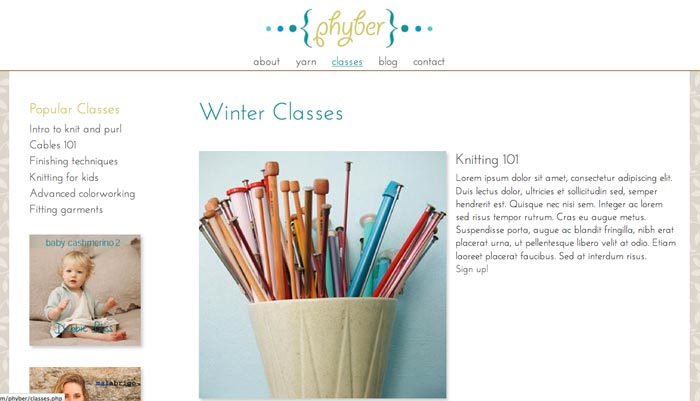 {phyber}
about yarn classes blog contact
Popular Classes
Intro to knit and purl
Cables 101
Finishing techniques
Knitting for kids
Advanced colorworking
Fitting garments
baby cashmerino 2
Debbie Bliss
malabrigo
Winter Classes
Knitting 101
Lorem ipsum dolor sit amet, consectetur adipiscing elit.
Duis lectus dolor, ultricies et sollicitudin sed, semper
hendrerit est. Quisque nec nisi sem. Integer ac lorem
sed risus tempor rutrum. Cras eu augue metus.
Suspendisse porta, augue ac blandit fringilla, nibh erat
placerat urna, ut pellentesque libero velit at odio. Etiam
laoreet placerat faucibus. Sed at interdum risus.
Sign up!
m/phyber/classes.php